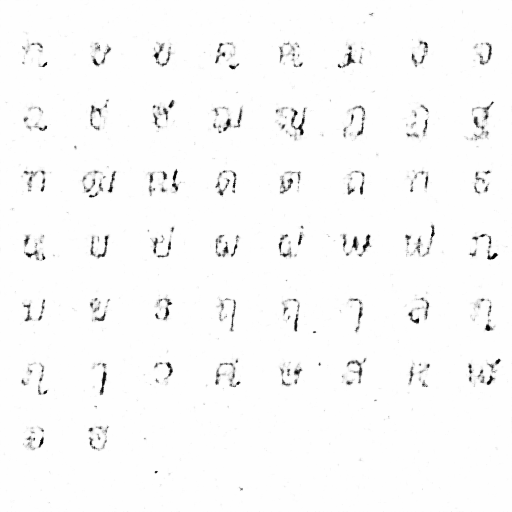 ก ข ฃ ค ฅ ฆ ง จ
ฉ ช ซ ฌ ญ ฎ ฏ ฐ
ฑ ฒ ณ ด ต ถ ท ธ
น บ ป ผ ฝ พ ฟ ภ
ม ย ร ฤ ฤ ๅ ล ฦ
ฦ ๅ ว ศ ษ ส ห ฬ
อ ฮ